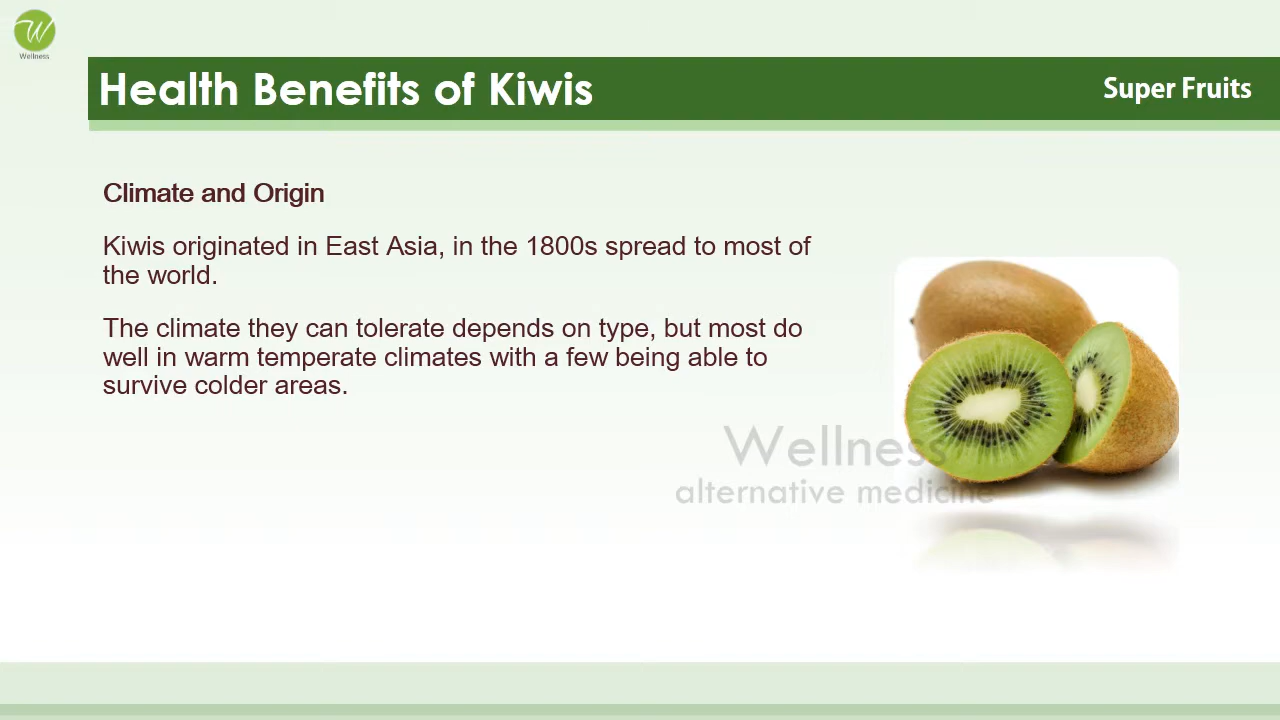 W
Wellness
Health Benefits of Kiwis
Super Fruits
Climate and Origin
Kiwis originated in East Asia, in the 1800s spread to most of
the world.
The climate they can tolerate depends on type, but most do
well in warm temperate climates with a few being able to
survive colder areas.
Wellness
alternative medicine